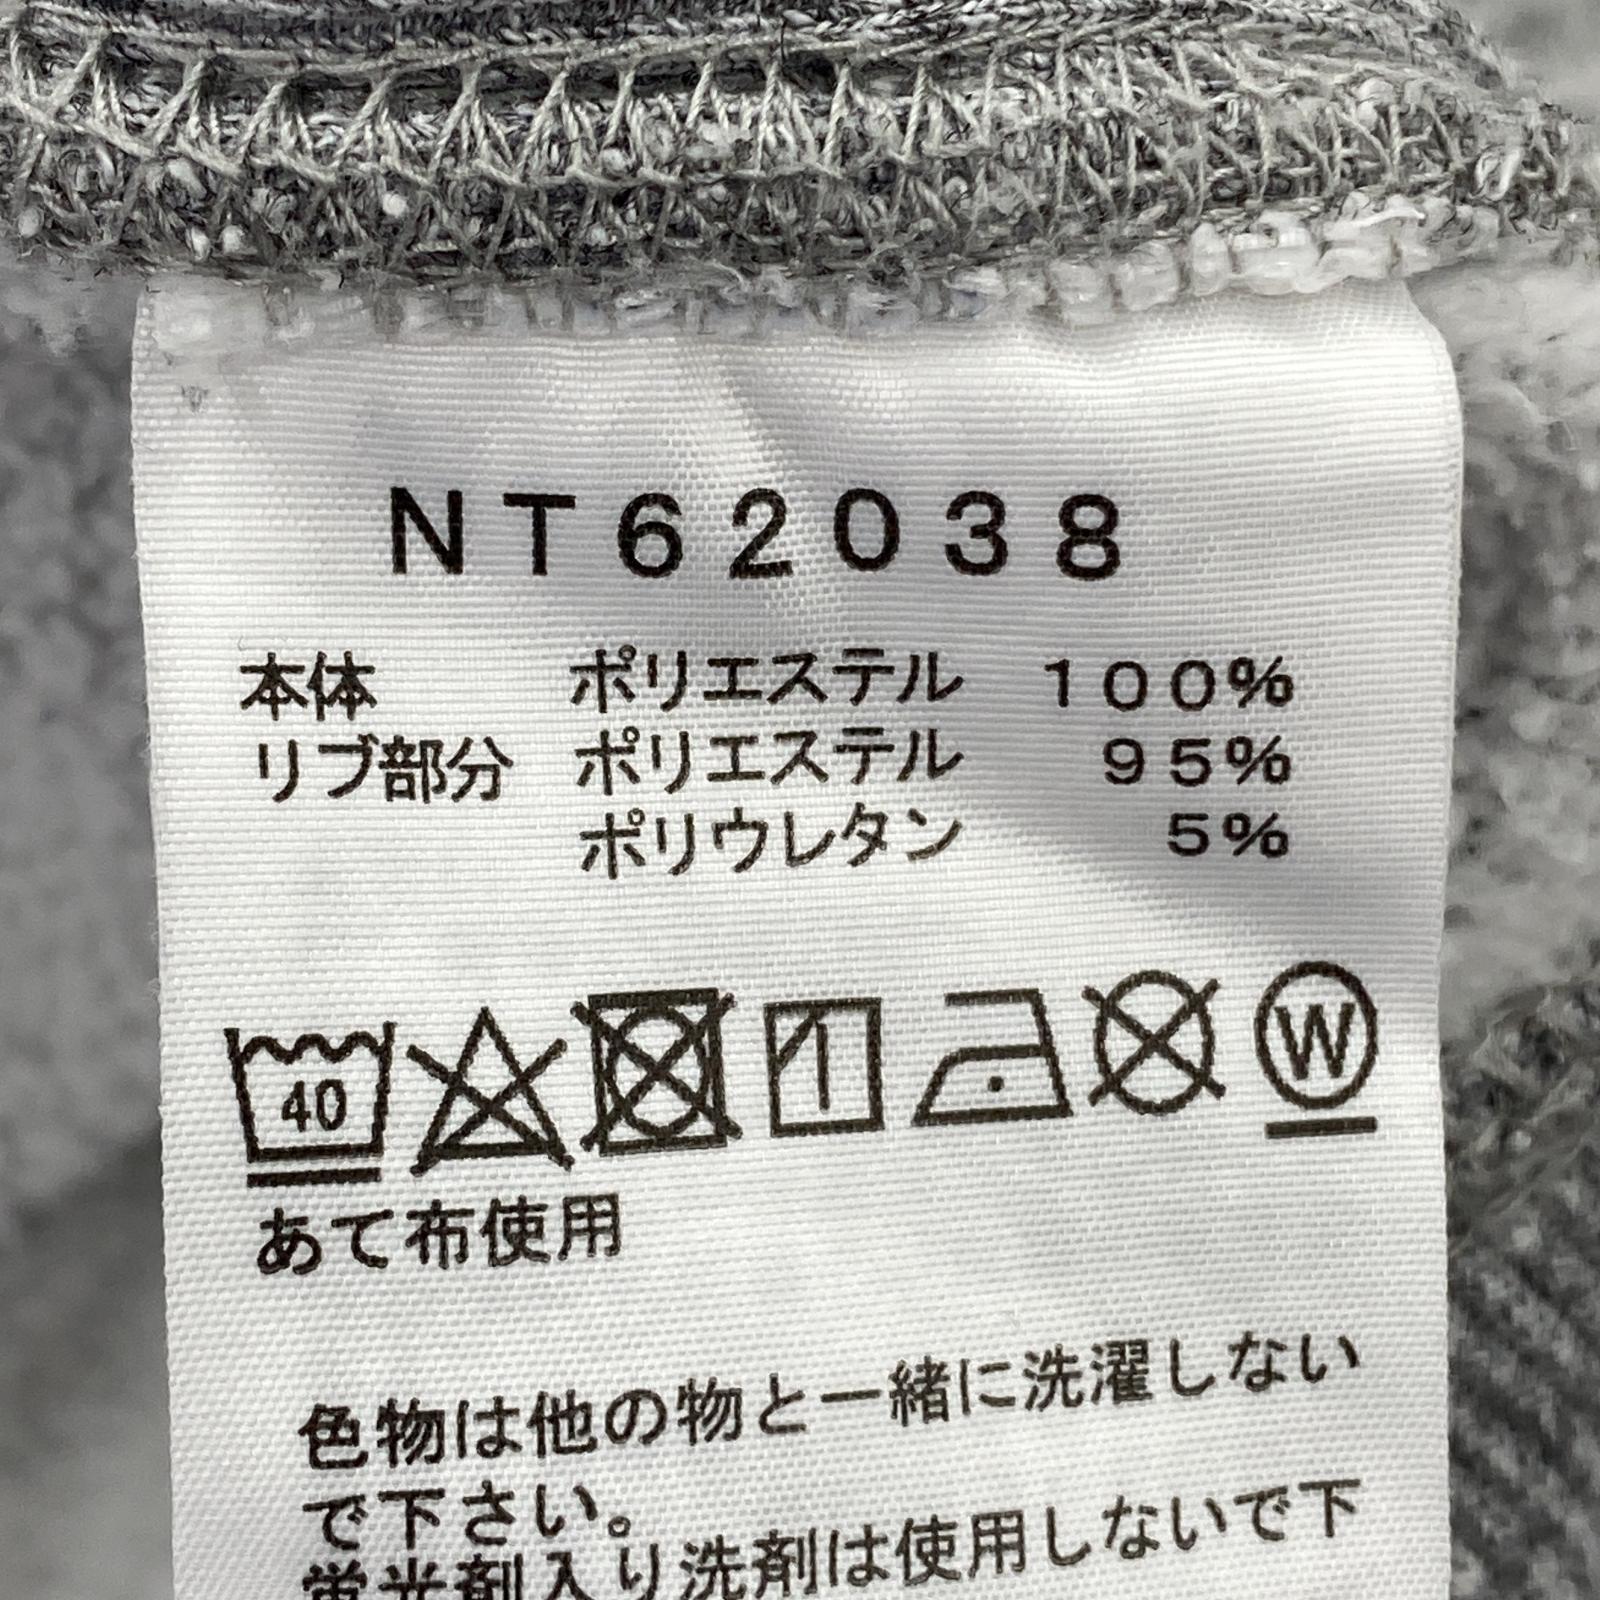 NT62038
本体 ポリエステル 100%
リブ部分 ポリエステル 95%
ポリウレタン 5%
40 W
あて布使用
色物は他の物と一緒に洗濯しない
で下さい。
蛍光剤入り洗剤は使用しないで下